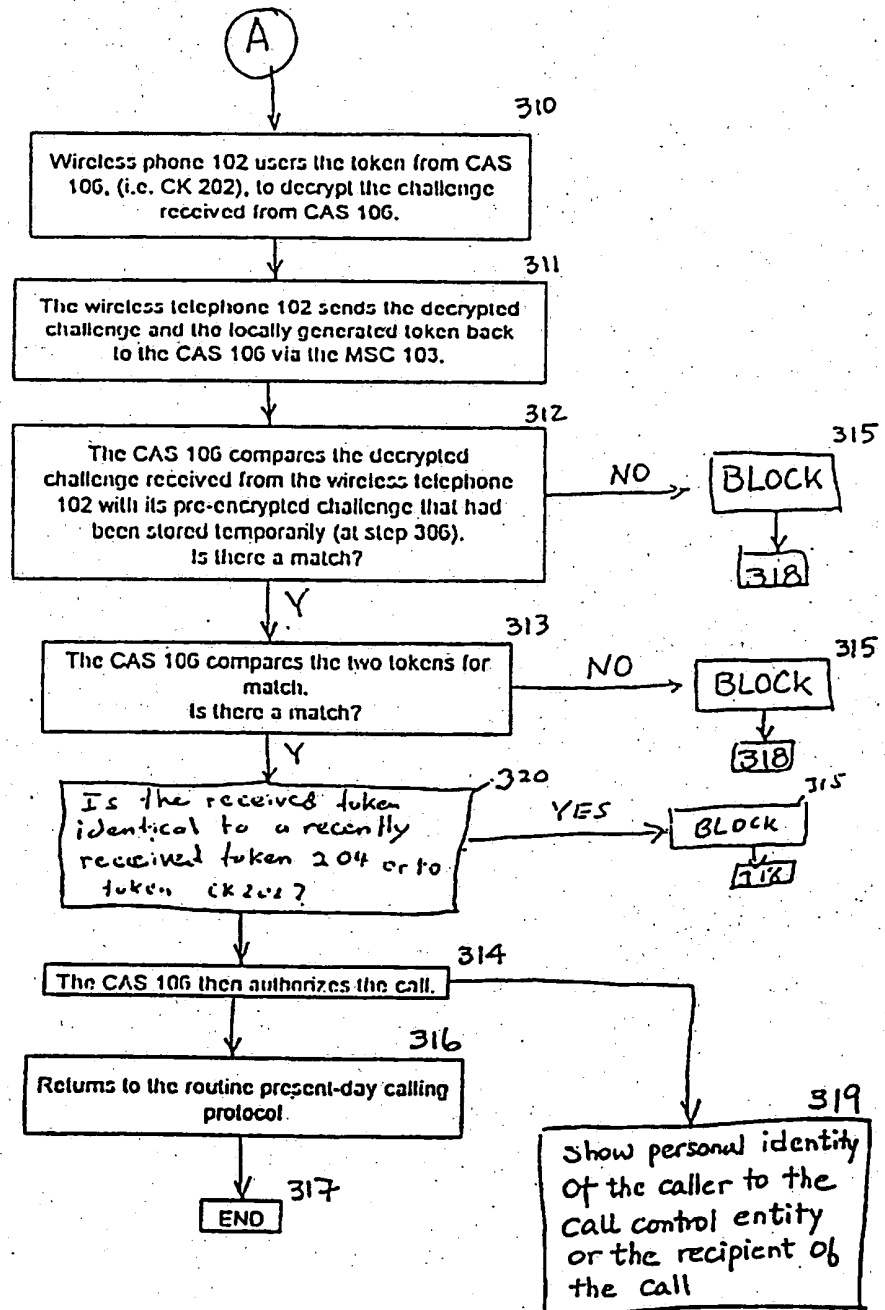 A
310
Wireless phone 102 users the token from CAS
106, (i.e. CK 202), to decrypt the challenge
received from CAS 106.
311
The wireless telephone 102 sends the decrypted
challenge and the locally generated token back
to the CAS 106 via the MSC 103.
312
The CAS 106 compares the decrypted
challenge received from the wireless telephone
102 with its pre-encrypted challenge that had
been stored temporarily (at step 306).
Is there a match?
NO
315
BLOCK
318
Y
313
The CAS 106 compares the two tokens for
match.
Is there a match?
NO
315
BLOCK
318
Y
320
Is the received token
identical to a recently
received token 204 or to
token CK202?
YES
315
BLOCK
318
314
The CAS 106 then authorizes the call.
316
Returns to the routine present-day calling
protocol
317
END
319
Show personal identity
Of the caller to the
Call control entity
or the recipient of
the call